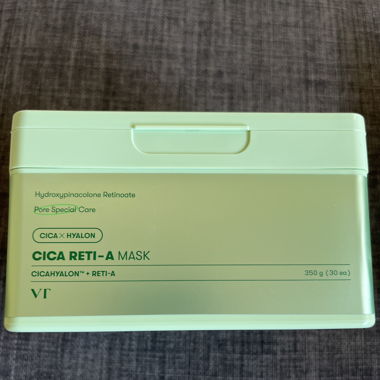 Hydroxypinacolone Retinoate
Pore Special Care
CICA×HYALON
CICA RETI-A MASK
CICAHYALON™ + RETI-A
350 g (30 ea)
VT